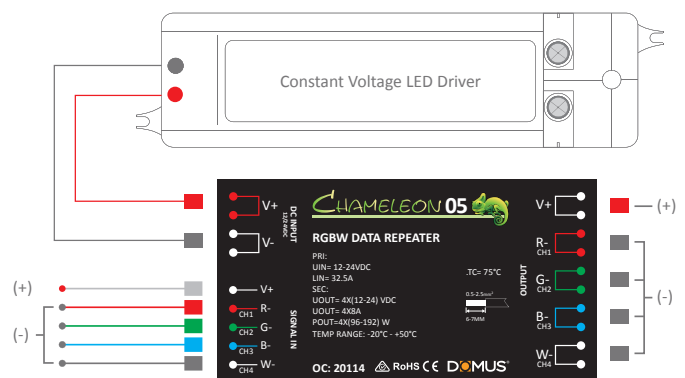 Constant Voltage LED Driver
V+
V-
DC INPUT
12/24VDC
CHAMELEON 05
RGBW DATA REPEATER
PRI:
UIN= 12-24VDC
LIN= 32.5A
SEC:
UOUT= 4X(12-24) VDC
UOUT= 4X8A
POUT=4X(96-192) W
TEMP RANGE: -20°C - +50°C
.TC= 75°C
0.5-2.5mm²
6-7MM
OC: 20114 RoHS CE DOMUS®
(+)
(-)
V+
R-
CH1
G-
CH2
B-
CH3
W-
CH4
SIGNAL IN
V+
R-
CH1
G-
CH2
B-
CH3
W-
CH4
OUTPUT
(+)
(-)